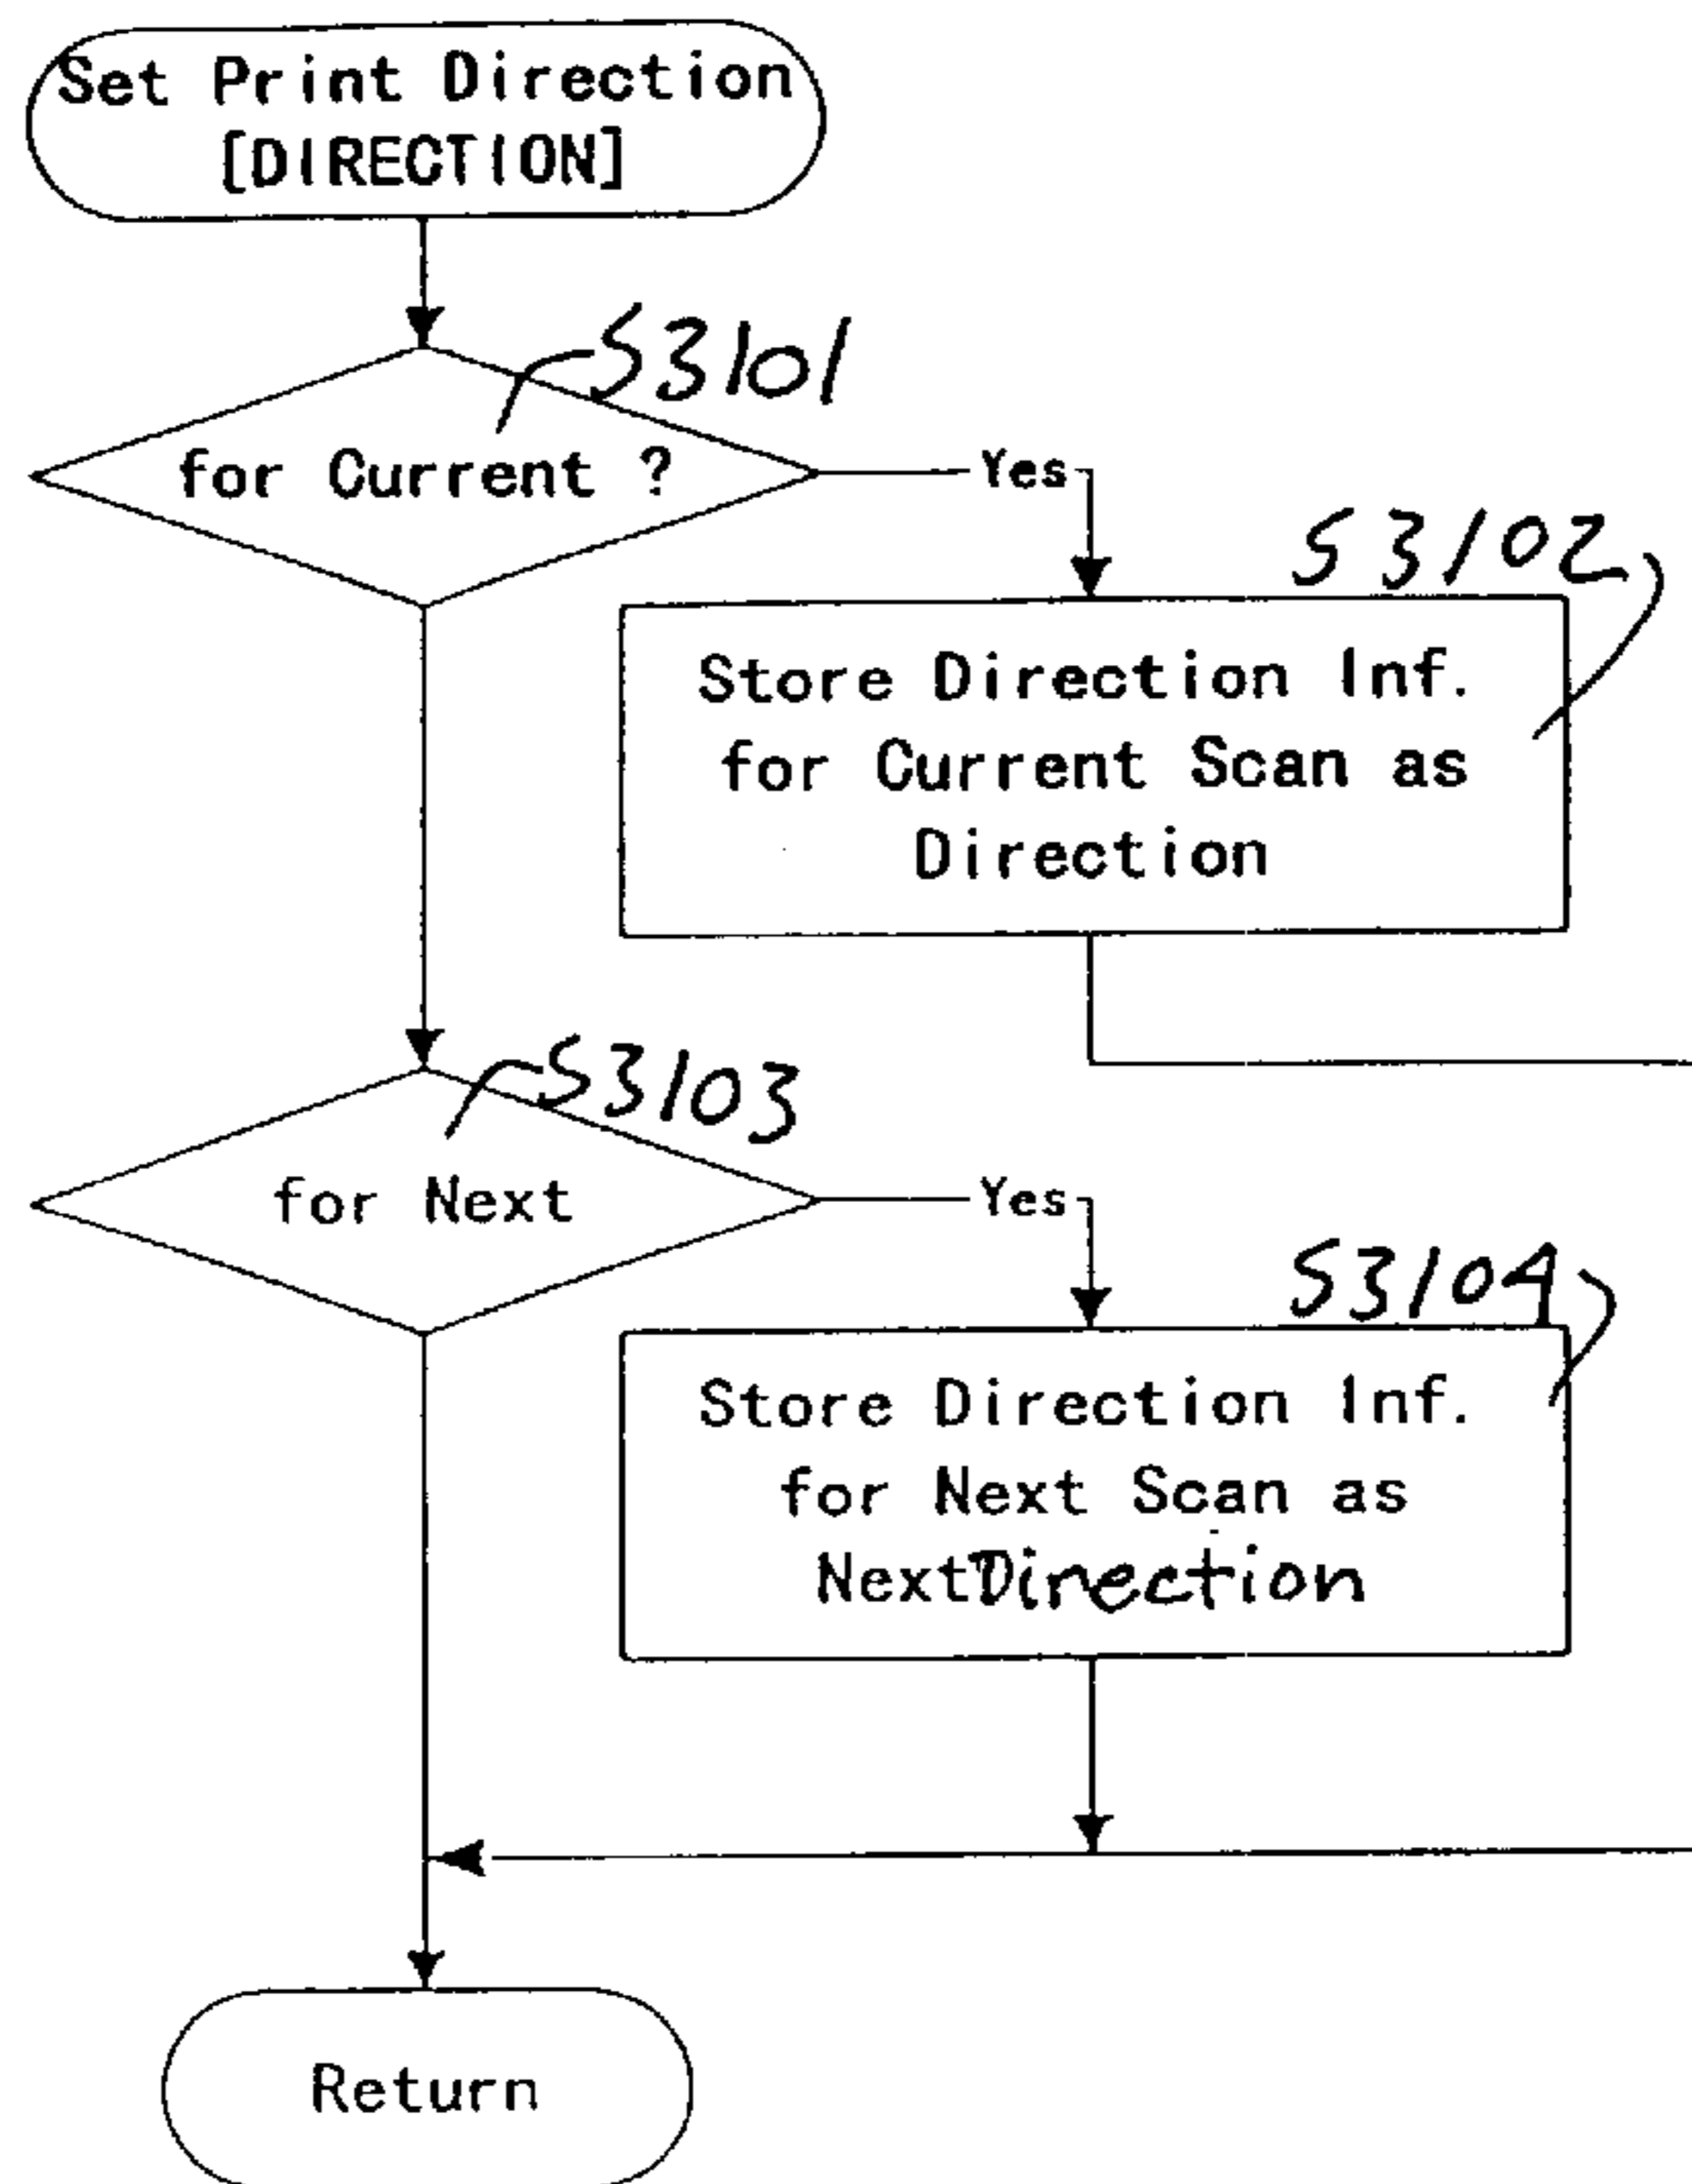 Set Print Direction
[DIRECTION]
S3101
for Current ?
Yes
S3102
Store Direction Inf.
for Current Scan as
Direction
S3103
for Next
Yes
S3104
Store Direction Inf.
for Next Scan as
NextDirection
Return